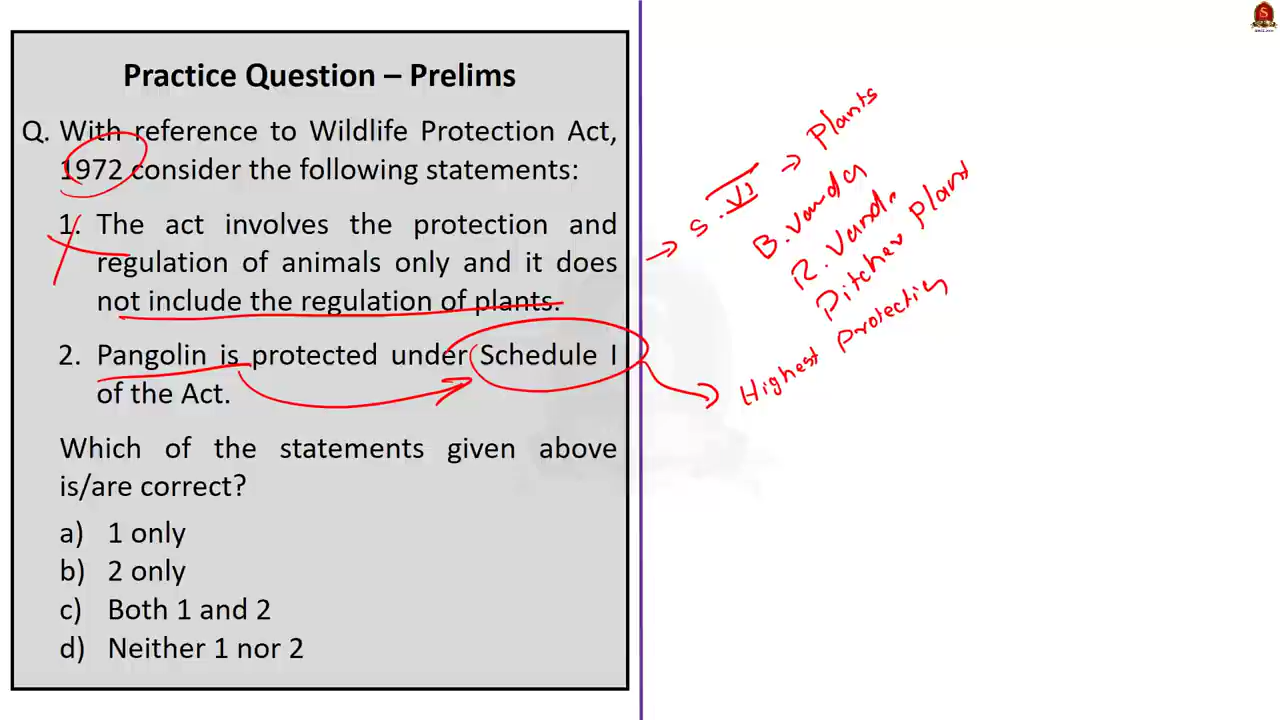 Practice Question – Prelims
Q. With reference to Wildlife Protection Act,
1972 consider the following statements:
1. The act involves the protection and
regulation of animals only and it does
not include the regulation of plants.
2. Pangolin is protected under Schedule I
of the Act.
Which of the statements given above
is/are correct?
a) 1 only
b) 2 only
c) Both 1 and 2
d) Neither 1 nor 2
→ S. VI → Plants
B. Vanda
R. Vanda
Pitcher Plant
→ Highest Protection